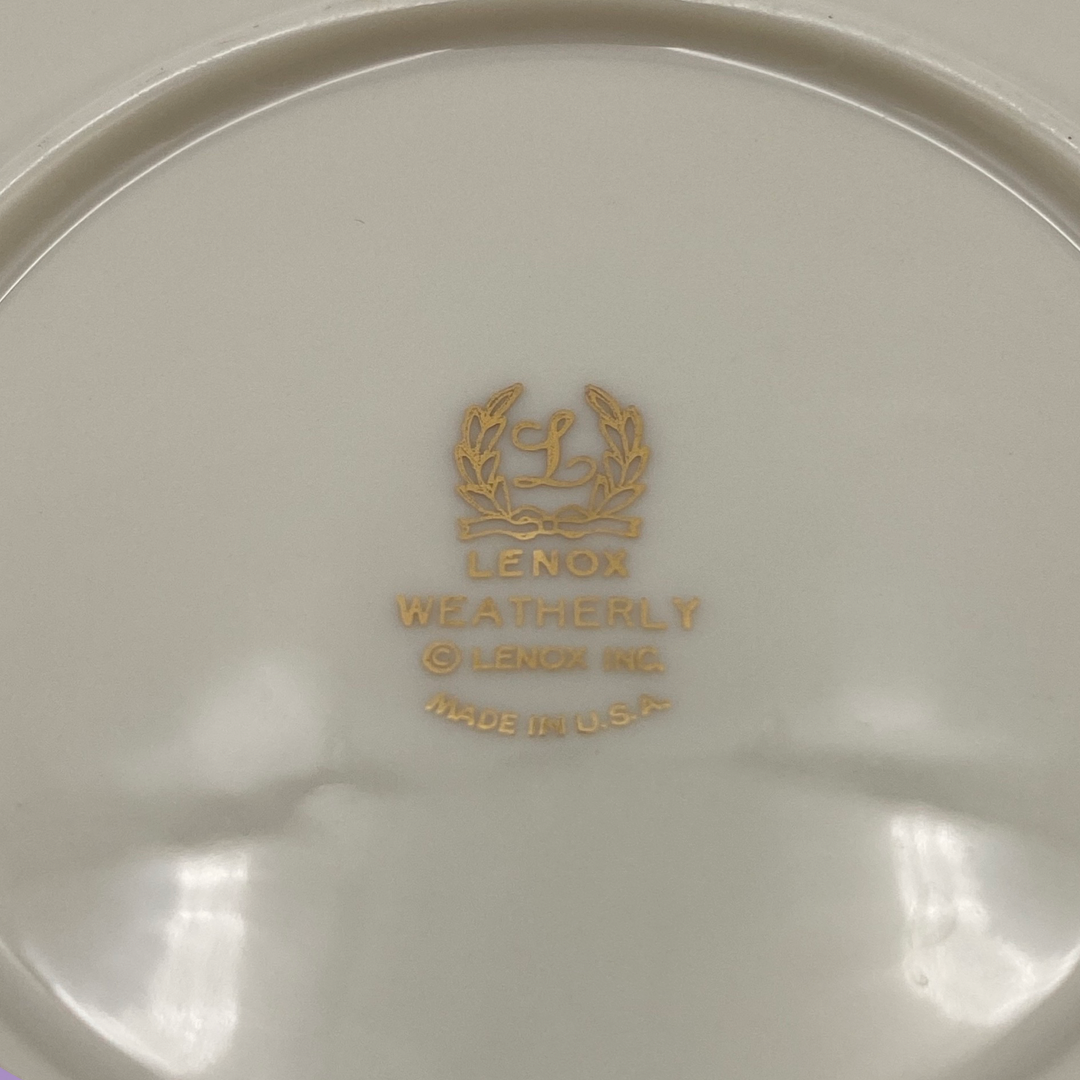 L
LENOX
WEATHERLY
© LENOX INC.
MADE IN U.S.A.